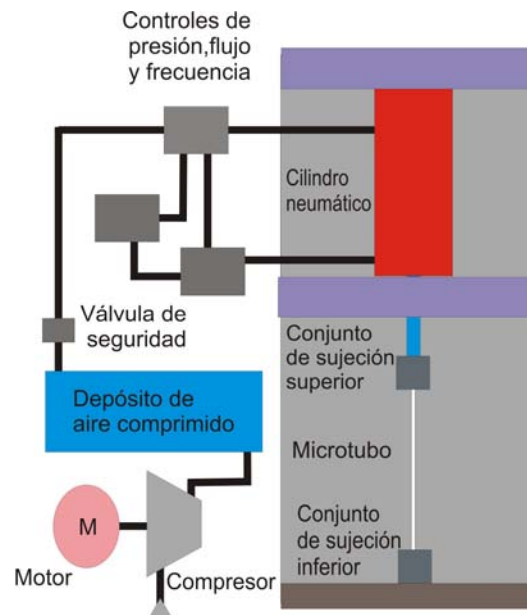 Controles de
presión,flujo
y frecuencia
Cilindro
neumático
Válvula de
seguridad
Conjunto
de sujeción
superior
Depósito de
aire comprimido
Microtubo
M
Motor
Compresor
Conjunto
de sujeción
inferior